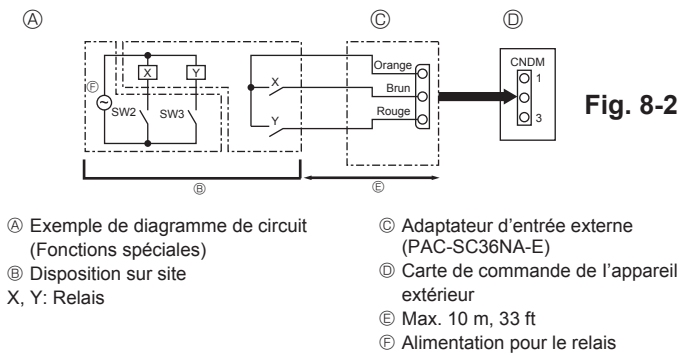 Ⓐ Ⓒ Ⓓ
X Y
Ⓕ
SW2 SW3
X
Y
Orange
Brun
Rouge
CNDM
1
3
Fig. 8-2
Ⓑ
Ⓔ
Ⓐ Exemple de diagramme de circuit
(Fonctions spéciales)
Ⓑ Disposition sur site
X, Y: Relais
Ⓒ Adaptateur d’entrée externe
(PAC-SC36NA-E)
Ⓓ Carte de commande de l’appareil
extérieur
Ⓔ Max. 10 m, 33 ft
Ⓕ Alimentation pour le relais